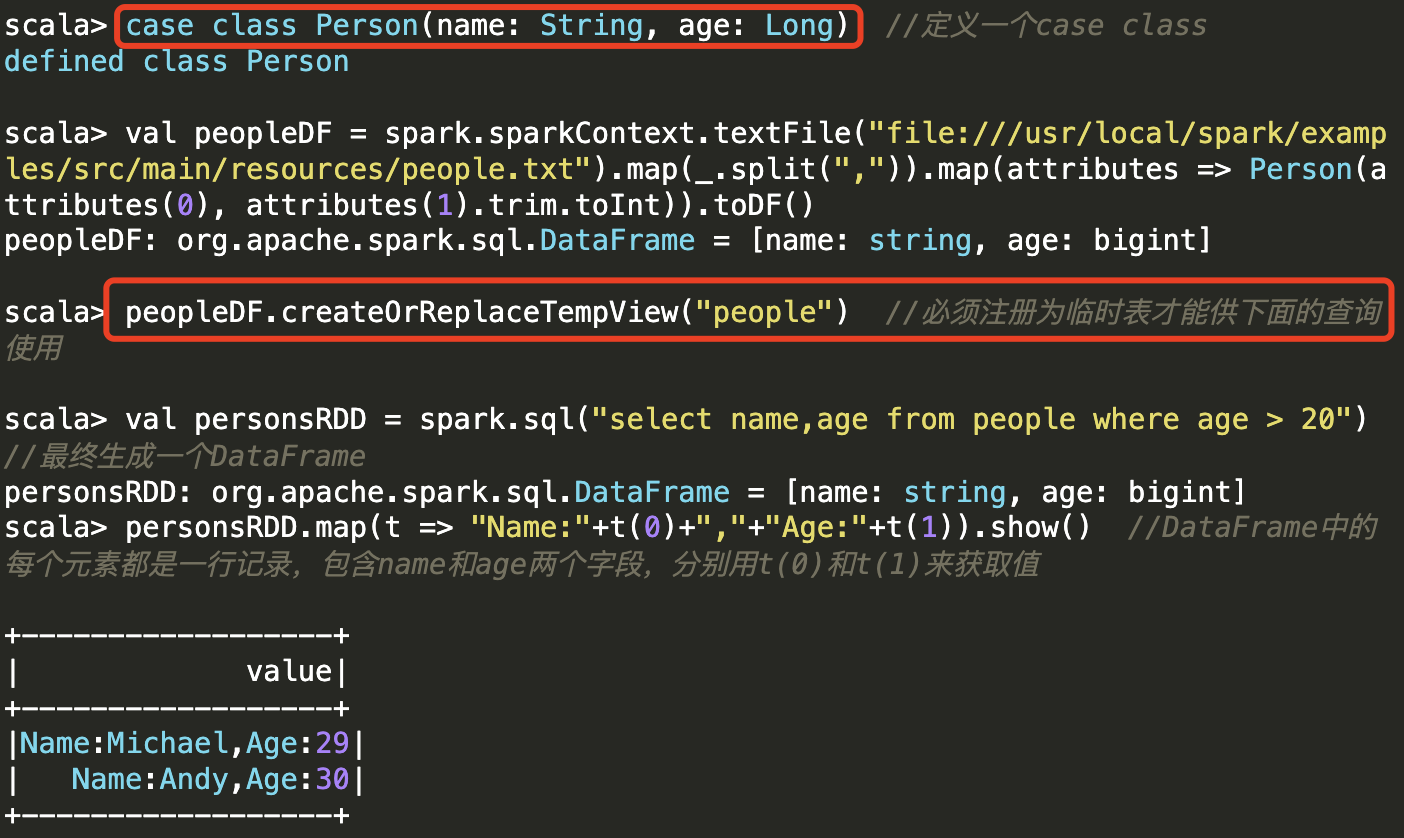 scala> case class Person(name: String, age: Long)  //定义一个case class
defined class Person
scala> val peopleDF = spark.sparkContext.textFile("file:///usr/local/spark/examp
les/src/main/resources/people.txt").map(_.split(",")).map(attributes => Person(a
ttributes(0), attributes(1).trim.toInt)).toDF()
peopleDF: org.apache.spark.sql.DataFrame = [name: string, age: bigint]
scala> peopleDF.createOrReplaceTempView("people")  //必须注册为临时表才能供下面的查询
使用
scala> val personsRDD = spark.sql("select name,age from people where age > 20")
//最终生成一个DataFrame
personsRDD: org.apache.spark.sql.DataFrame = [name: string, age: bigint]
scala> personsRDD.map(t => "Name:"+t(0)+","+"Age:"+t(1)).show()  //DataFrame中的
每个元素都是一行记录，包含name和age两个字段，分别用t(0)和t(1)来获取值
+------------------+
|             value|
+------------------+
|Name:Michael,Age:29|
|   Name:Andy,Age:30|
+------------------+